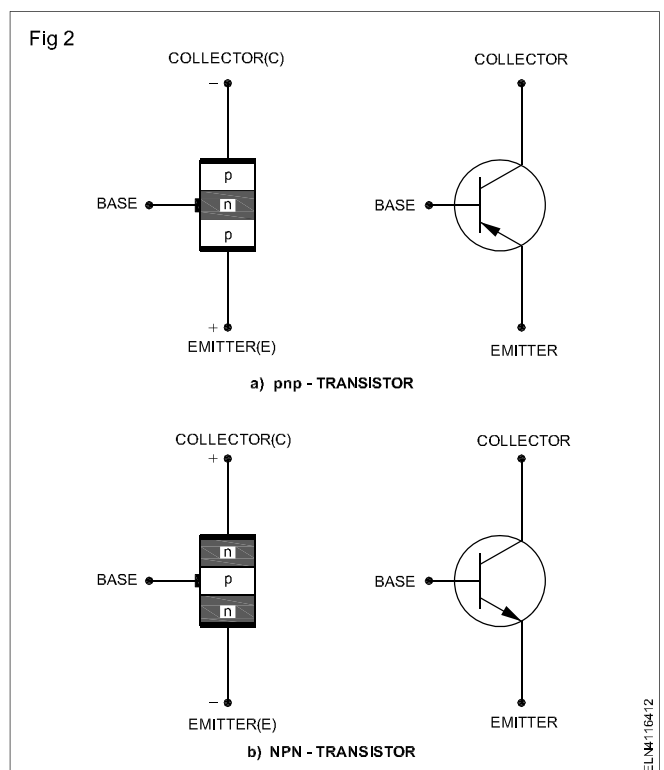 Fig 2
COLLECTOR(C)
COLLECTOR
–
p
BASE
n
BASE
p
+
EMITTER(E)
EMITTER
a) pnp - TRANSISTOR
COLLECTOR(C)
COLLECTOR
+
n
BASE
p
BASE
n
–
EMITTER(E)
EMITTER
b) NPN - TRANSISTOR
ELN4116412